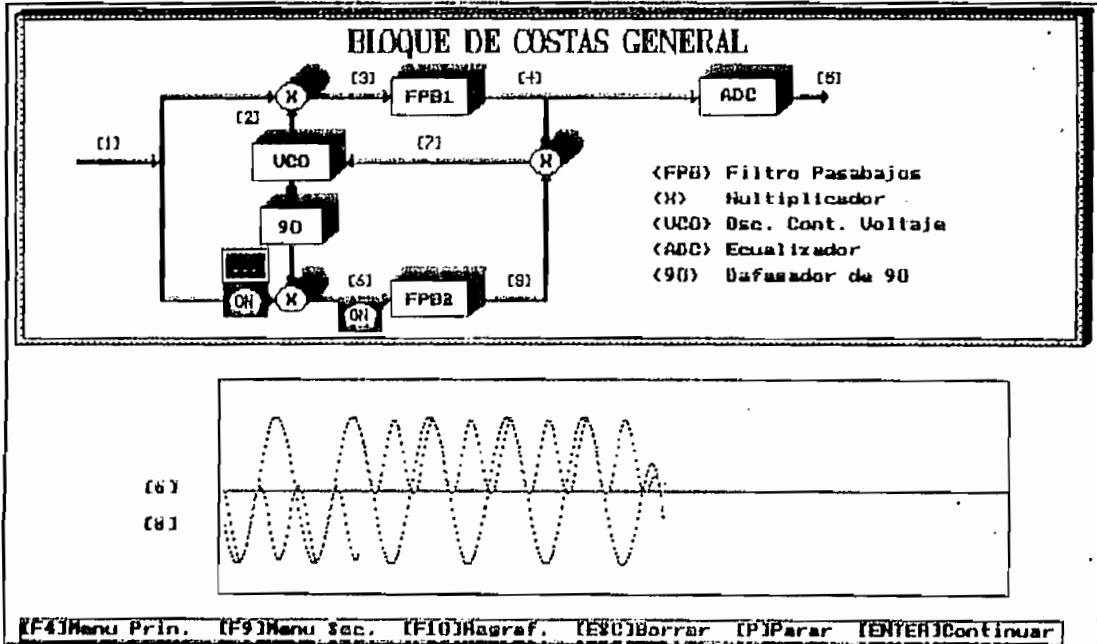 BLOQUE DE COSTAS GENERAL
[1]
[2]
[3]
FPB1
[4]
ADC
[5]
X
VCO
[7]
X
90
ON
X
[6]
ON
FPB2
[8]
(FPB) Filtro Pasabajos
(X) Multiplicador
(VCO) Osc. Cont. Voltaje
(ADC) Ecualizador
(90) Dafasador de 90
[6]
[8]
[F4]Menu Prin. [F9]Menu Sec. [F10]Ragraf. [ESC]Borrar [P]Parar [ENTER]Continuar